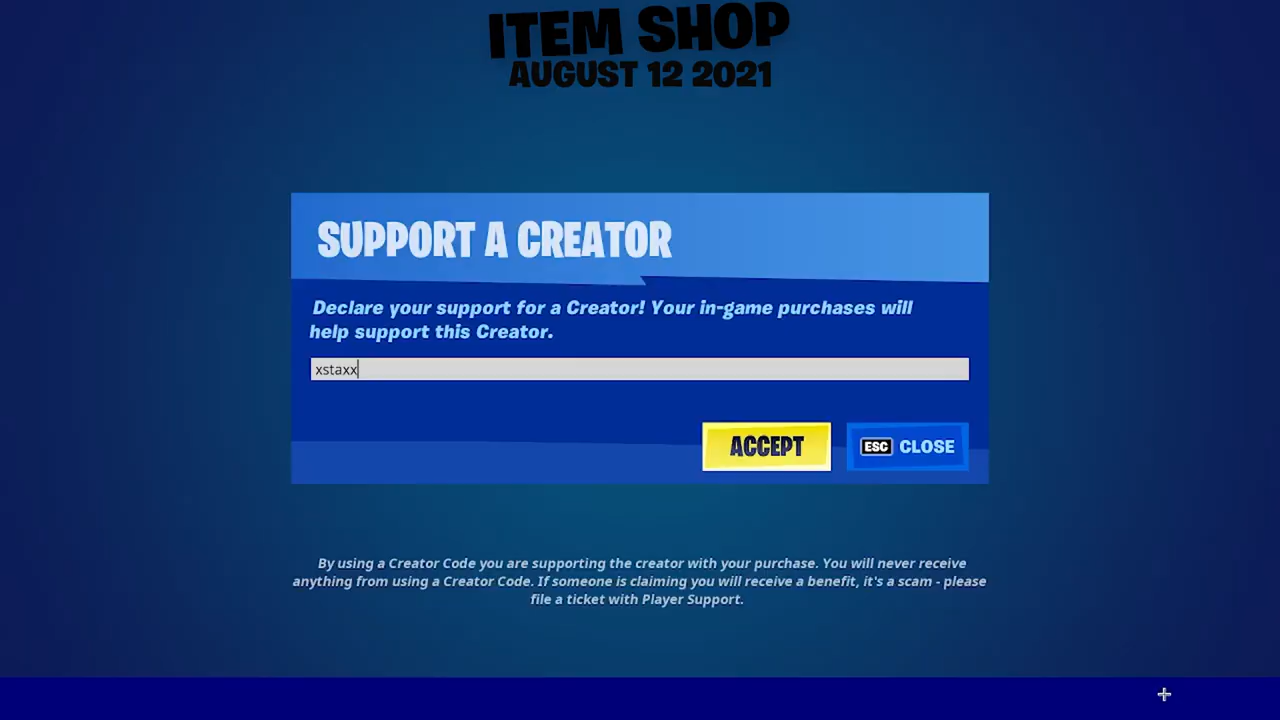 ITEM SHOP
AUGUST 12 2021
SUPPORT A CREATOR
Declare your support for a Creator! Your in-game purchases will
help support this Creator.
xstaxx
ACCEPT
ESC CLOSE
By using a Creator Code you are supporting the creator with your purchase. You will never receive
anything from using a Creator Code. If someone is claiming you will receive a benefit, it's a scam - please
file a ticket with Player Support.